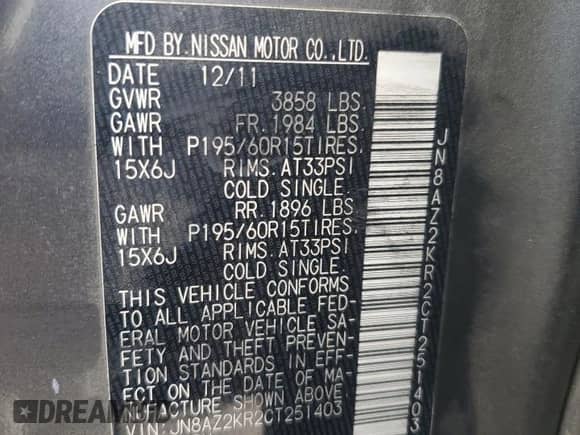 MFD BY.NISSAN MOTOR CO.,LTD.
DATE 12/11
GVWR 3858 LBS.
GAWR FR.1984 LBS.
WITH P195/60R15TIRES.
15X6J RIMS.AT33PSI
COLD SINGLE.
GAWR RR.1896 LBS
WITH P195/60R15TIRES.
15X6J RIMS.AT33PSI
COLD SINGLE.
THIS VEHICLE CONFORMS
TO ALL APPLICABLE FED-
ERAL MOTOR VEHICLE SA-
FETY AND THEFT PREVEN-
TION STANDARDS IN EFF-
ECT ON THE DATE OF MA-
NUFACTURE SHOWN ABOVE.
VIN:JN8AZ2KR2CT251403
JN8AZ2KR2CT251403